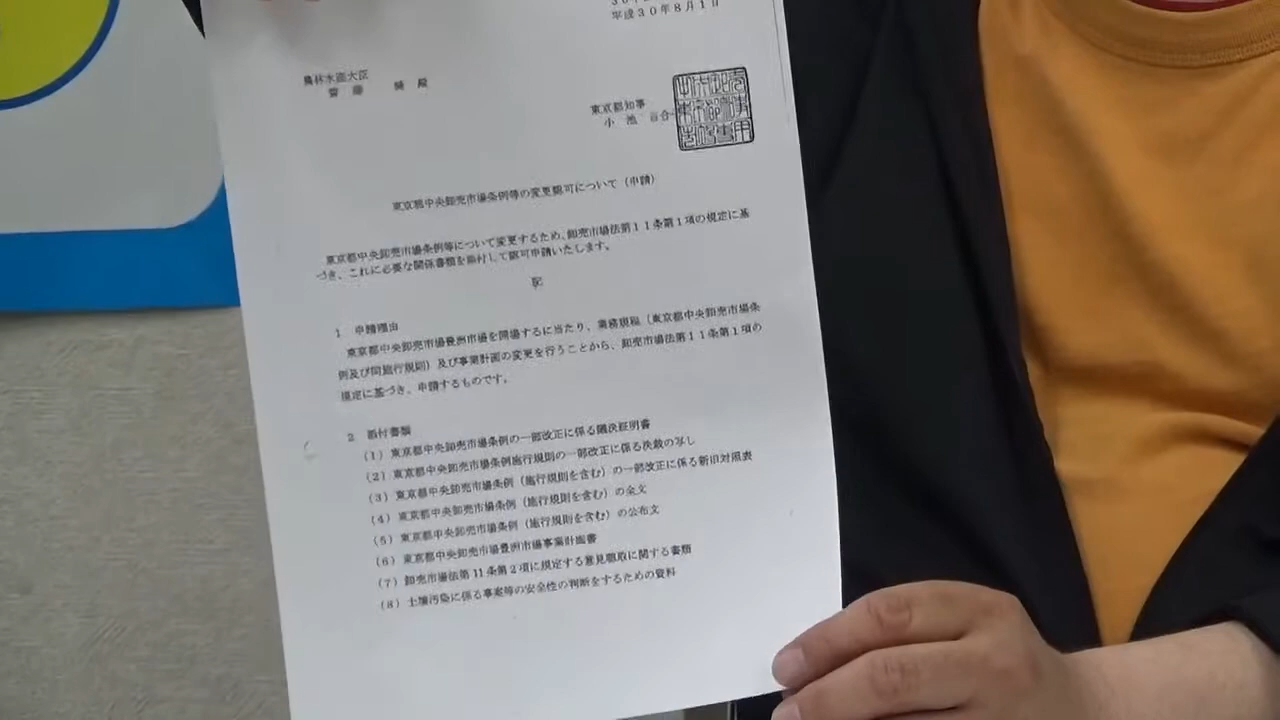 平成30年8月1日
農林水産大臣
齋藤 健 殿
東京都知事
小 池 百合
東京都中央卸売市場条例等の変更認可について(申請)
東京都中央卸売市場条例等について変更するため、卸売市場法第11条第1項の規定に基
づき、これに必要な関係書類を添付して認可申請いたします。
記
1 申請理由
東京都中央卸売市場豊洲市場を開場するに当たり、業務規程(東京都中央卸売市場条
例及び同施行規則)及び事業計画の変更を行うことから、卸売市場法第11条第1項の
規定に基づき、申請するものです。
2 添付書類
(1)東京都中央卸売市場条例の一部改正に係る議決証明書
(2)東京都中央卸売市場条例施行規則の一部改正に係る決裁の写し
(3)東京都中央卸売市場条例(施行規則を含む)の一部改正に係る新旧対照表
(4)東京都中央卸売市場条例(施行規則を含む)の全文
(5)東京都中央卸売市場条例(施行規則を含む)の公布文
(6)東京都中央卸売市場豊洲市場事業計画書
(7)卸売市場法第11条第2項に規定する意見聴取に関する書類
(8)土壌汚染に係る事案等の安全性の判断をするための資料